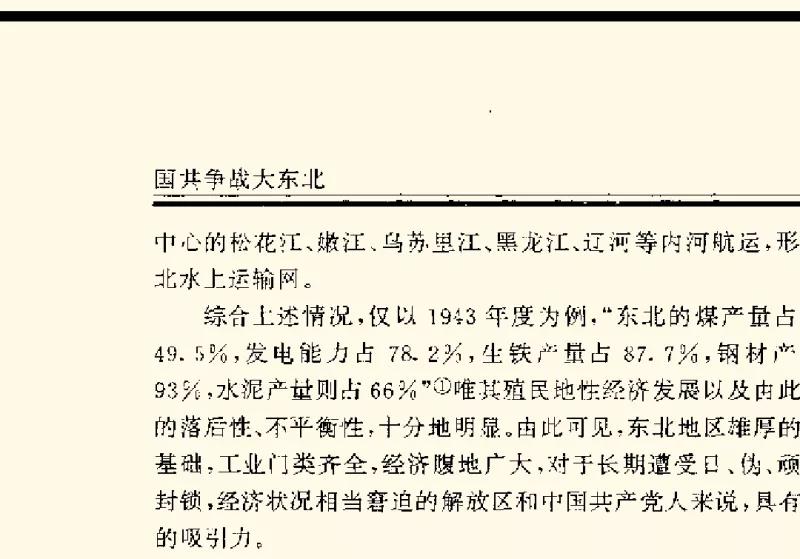 国共争战大东北
中心的松花江、嫩江、乌苏里江、黑龙江、辽河等内河航运,形
北水上运输网。
综合上述情况,仅以 1943 年度为例,“东北的煤产量占
49.5%,发电能力占 78.2%,生铁产量占 87.7%,钢材产
93%,水泥产量则占 66%”①唯其殖民地性经济发展以及由此
的落后性、不平衡性,十分地明显。由此可见,东北地区雄厚的
基础,工业门类齐全,经济腹地广大,对于长期遭受日、伪、顽
封锁,经济状况相当窘迫的解放区和中国共产党人来说,具有
的吸引力。